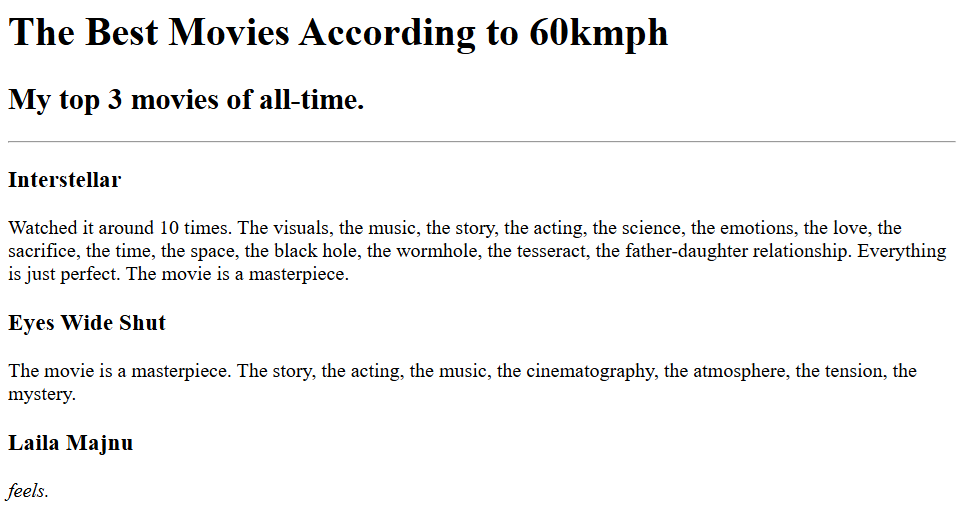 The Best Movies According to 60kmph
My top 3 movies of all-time.
Interstellar
Watched it around 10 times. The visuals, the music, the story, the acting, the science, the emotions, the love, the
sacrifice, the time, the space, the black hole, the wormhole, the tesseract, the father-daughter relationship. Everything
is just perfect. The movie is a masterpiece.
Eyes Wide Shut
The movie is a masterpiece. The story, the acting, the music, the cinematography, the atmosphere, the tension, the
mystery.
Laila Majnu
feels.